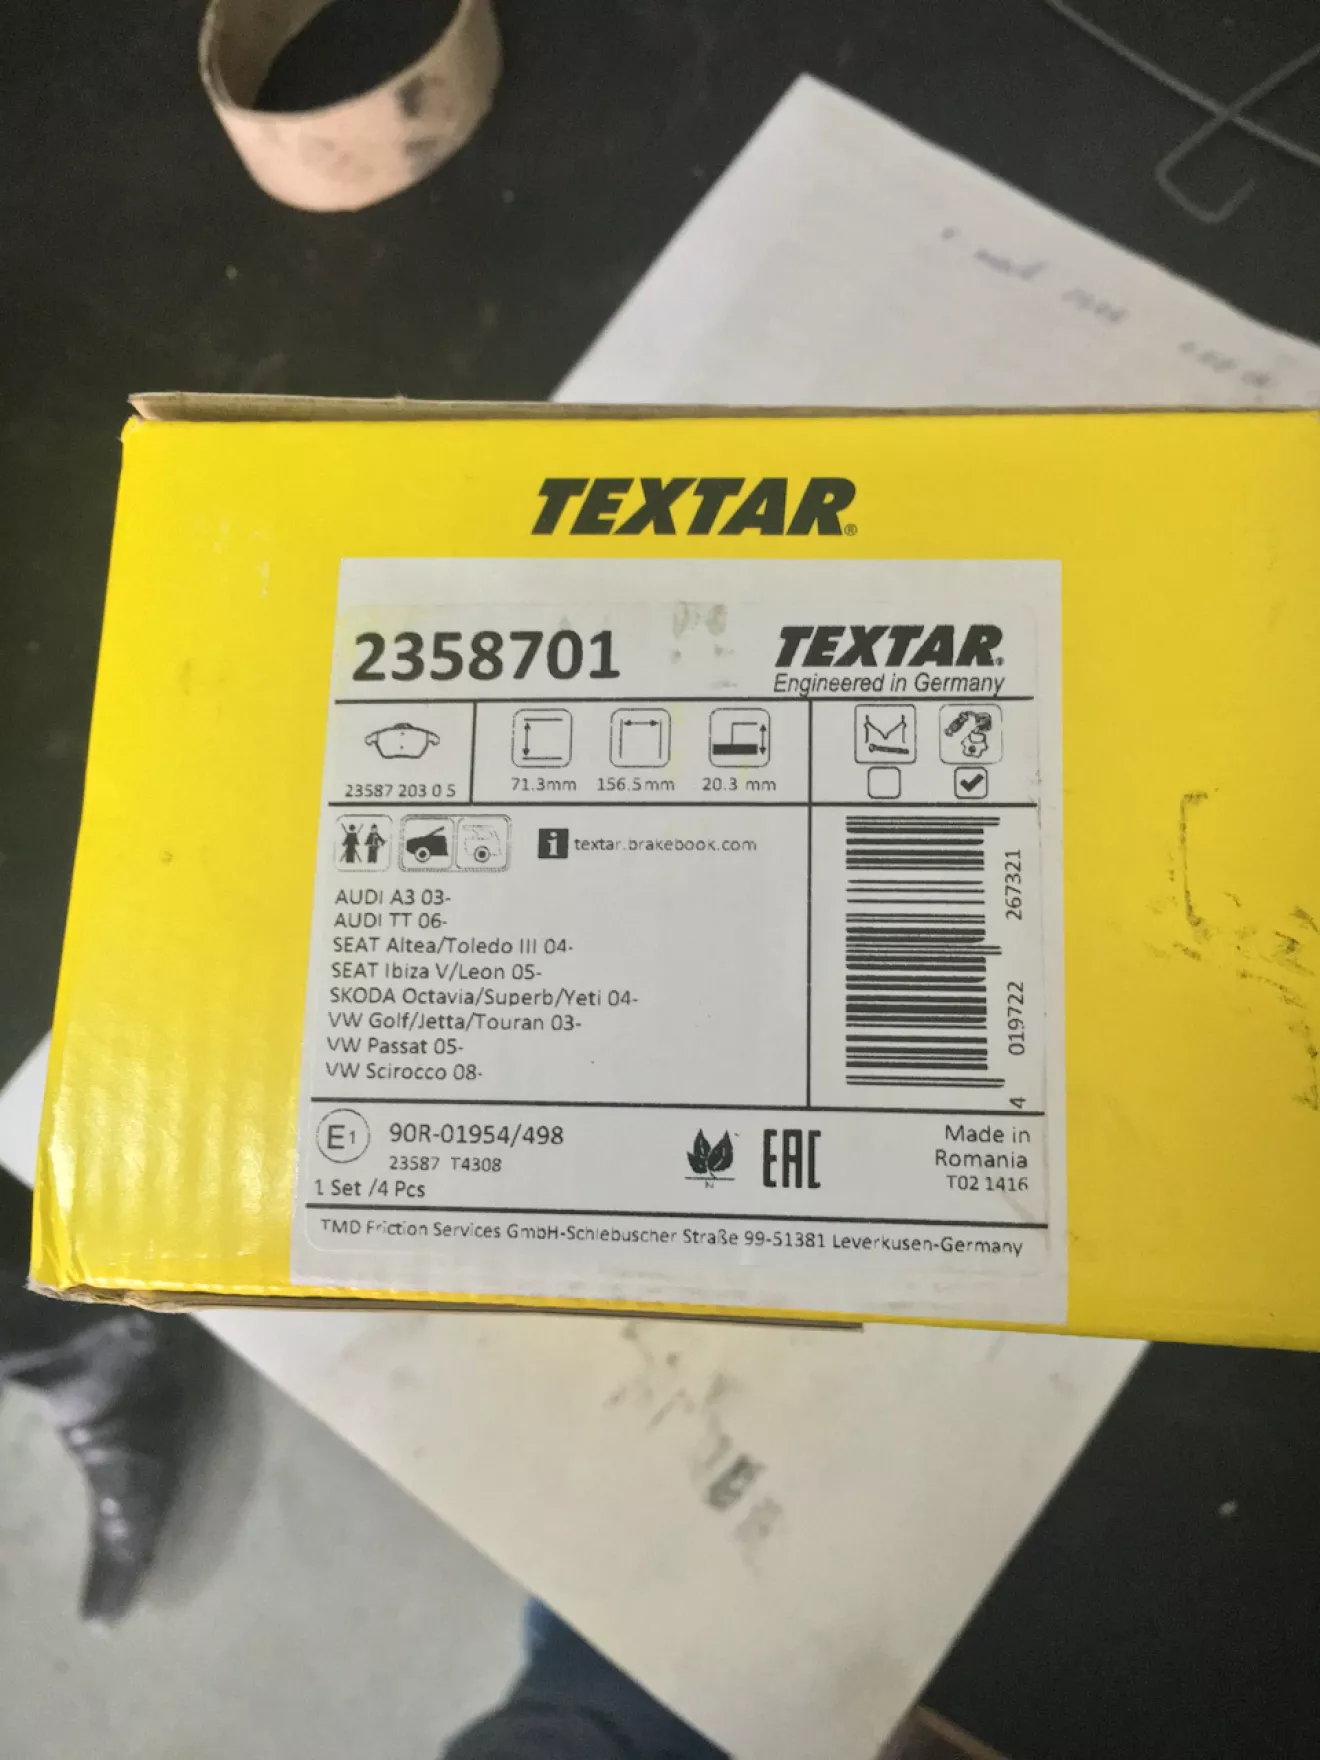 TEXTAR®
2358701
TEXTAR®
Engineered in Germany
23587 203 0 5
71.3mm 156.5mm 20.3 mm
i textar.brakebook.com
AUDI A3 03-
AUDI TT 06-
SEAT Altea/Toledo III 04-
SEAT Ibiza V/Leon 05-
SKODA Octavia/Superb/Yeti 04-
VW Golf/Jetta/Touran 03-
VW Passat 05-
VW Scirocco 08-
4 019722 267321
E1 90R-01954/498
23587 T4308
1 Set /4 Pcs
EAC
Made in
Romania
T02 1416
TMD Friction Services GmbH-Schlebuscher Straße 99-51381 Leverkusen-Germany